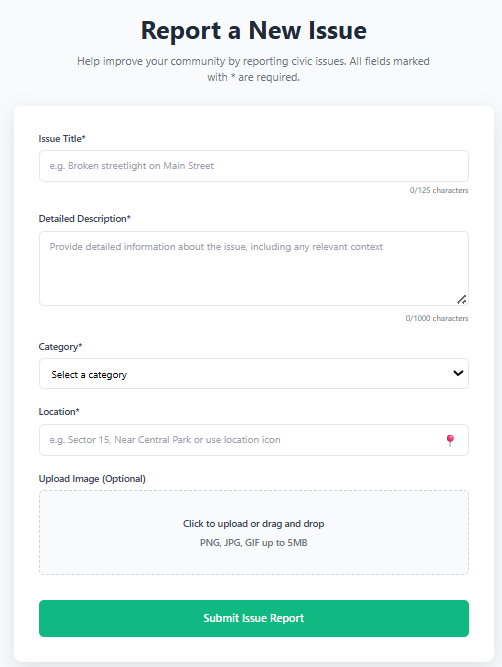 Report a New Issue
Help improve your community by reporting civic issues. All fields marked
with * are required.
Issue Title*
e.g. Broken streetlight on Main Street
0/125 characters
Detailed Description*
Provide detailed information about the issue, including any relevant context
0/1000 characters
Category*
Select a category
Location*
e.g. Sector 15, Near Central Park or use location icon
Upload Image (Optional)
Click to upload or drag and drop
PNG, JPG, GIF up to 5MB
Submit Issue Report